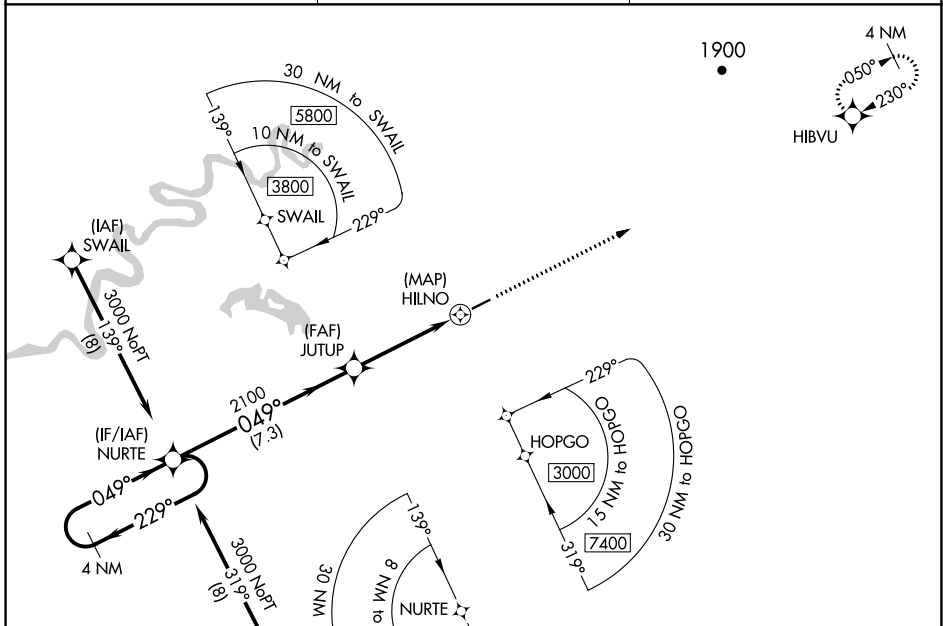 1900
4 NM
050°
230°
HIBVU
30 NM to SWAIL
5800
139°
10 NM to SWAIL
3800
SWAIL
229°
(IAF)
SWAIL
3000 NoPT
139°
(8)
(MAP)
HILNO
(FAF)
JUTUP
2100
049°
(7.3)
(IF/IAF)
NURTE
049°
229°
4 NM
3000 NoPT
319°
(8)
229°
HOPGO
3000
15 NM to HOPGO
30 NM to HOPGO
7400
319°
139°
30 NM
8 NM to
NURTE